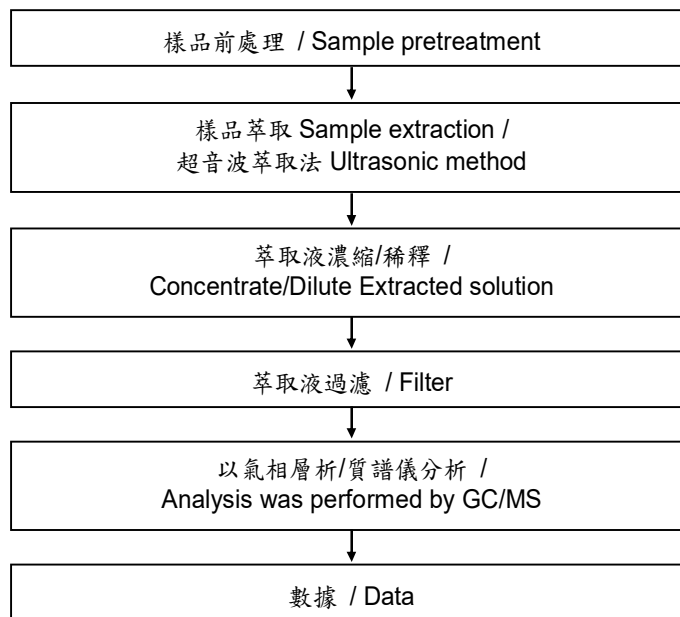 樣品前處理 / Sample pretreatment
樣品萃取 Sample extraction /
超音波萃取法 Ultrasonic method
萃取液濃縮/稀釋 /
Concentrate/Dilute Extracted solution
萃取液過濾 / Filter
以氣相層析/質譜儀分析 /
Analysis was performed by GC/MS
數據 / Data